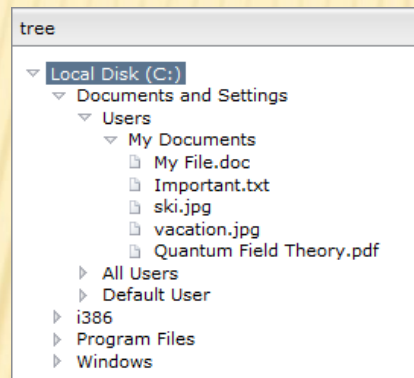 tree
Local Disk (C:)
Documents and Settings
Users
My Documents
My File.doc
Important.txt
ski.jpg
vacation.jpg
Quantum Field Theory.pdf
All Users
Default User
i386
Program Files
Windows